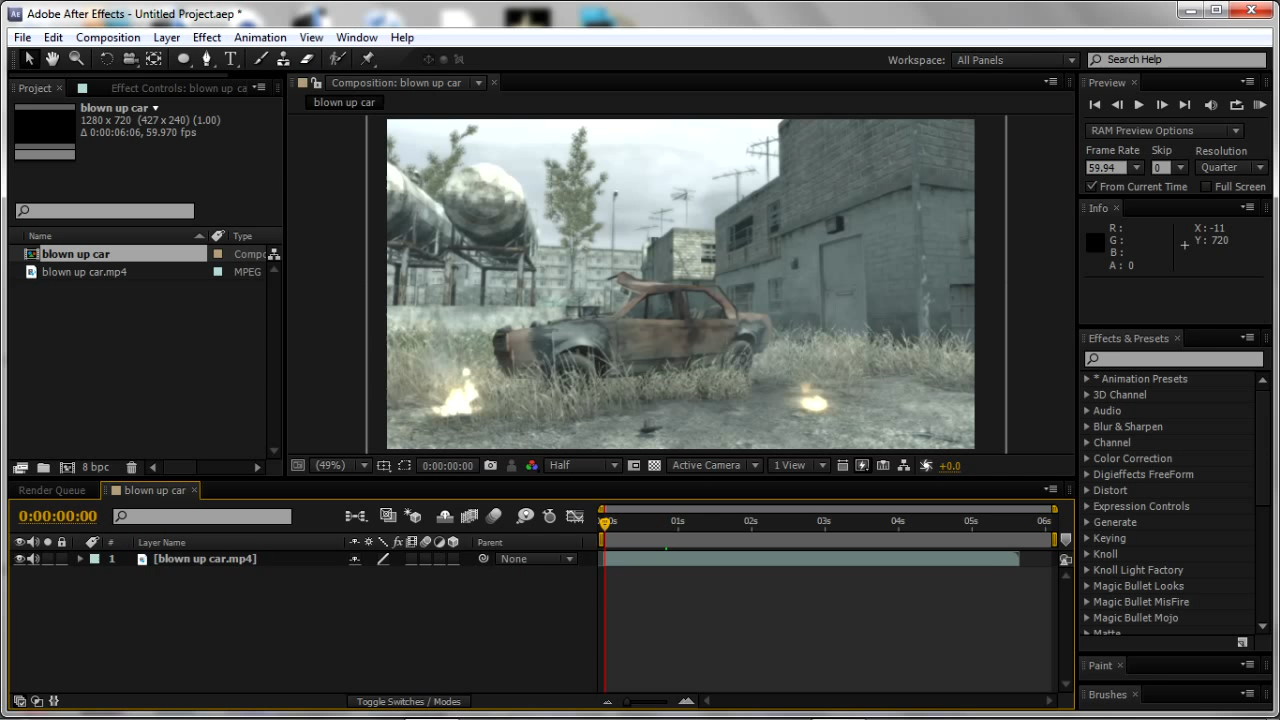 Adobe After Effects - Untitled Project.aep *
File Edit Composition Layer Effect Animation View Window Help
Workspace: All Panels Search Help
Project Effect Controls: blown up ca
blown up car
1280 x 720 (427 x 240) (1.00)
Δ 0:00:06:06, 59.970 fps
Name Type
blown up car Compo
blown up car.mp4 MPEG
8 bpc
Composition: blown up car
blown up car
(49%) 0:00:00:00 Half Active Camera 1 View +0.0
Preview
RAM Preview Options
Frame Rate Skip Resolution
59.94 0 Quarter
From Current Time Full Screen
Info
R :
G :
B :
A : 0
X : -11
Y : 720
Effects & Presets
* Animation Presets
3D Channel
Audio
Blur & Sharpen
Channel
Color Correction
Digieffects FreeForm
Distort
Expression Controls
Generate
Keying
Knoll
Knoll Light Factory
Magic Bullet Looks
Magic Bullet MisFire
Magic Bullet Mojo
Matte
Paint
Brushes
Render Queue blown up car
0:00:00:00
:00s 01s 02s 03s 04s 05s 06s
# Layer Name fx Parent
1 [blown up car.mp4] None
Toggle Switches / Modes